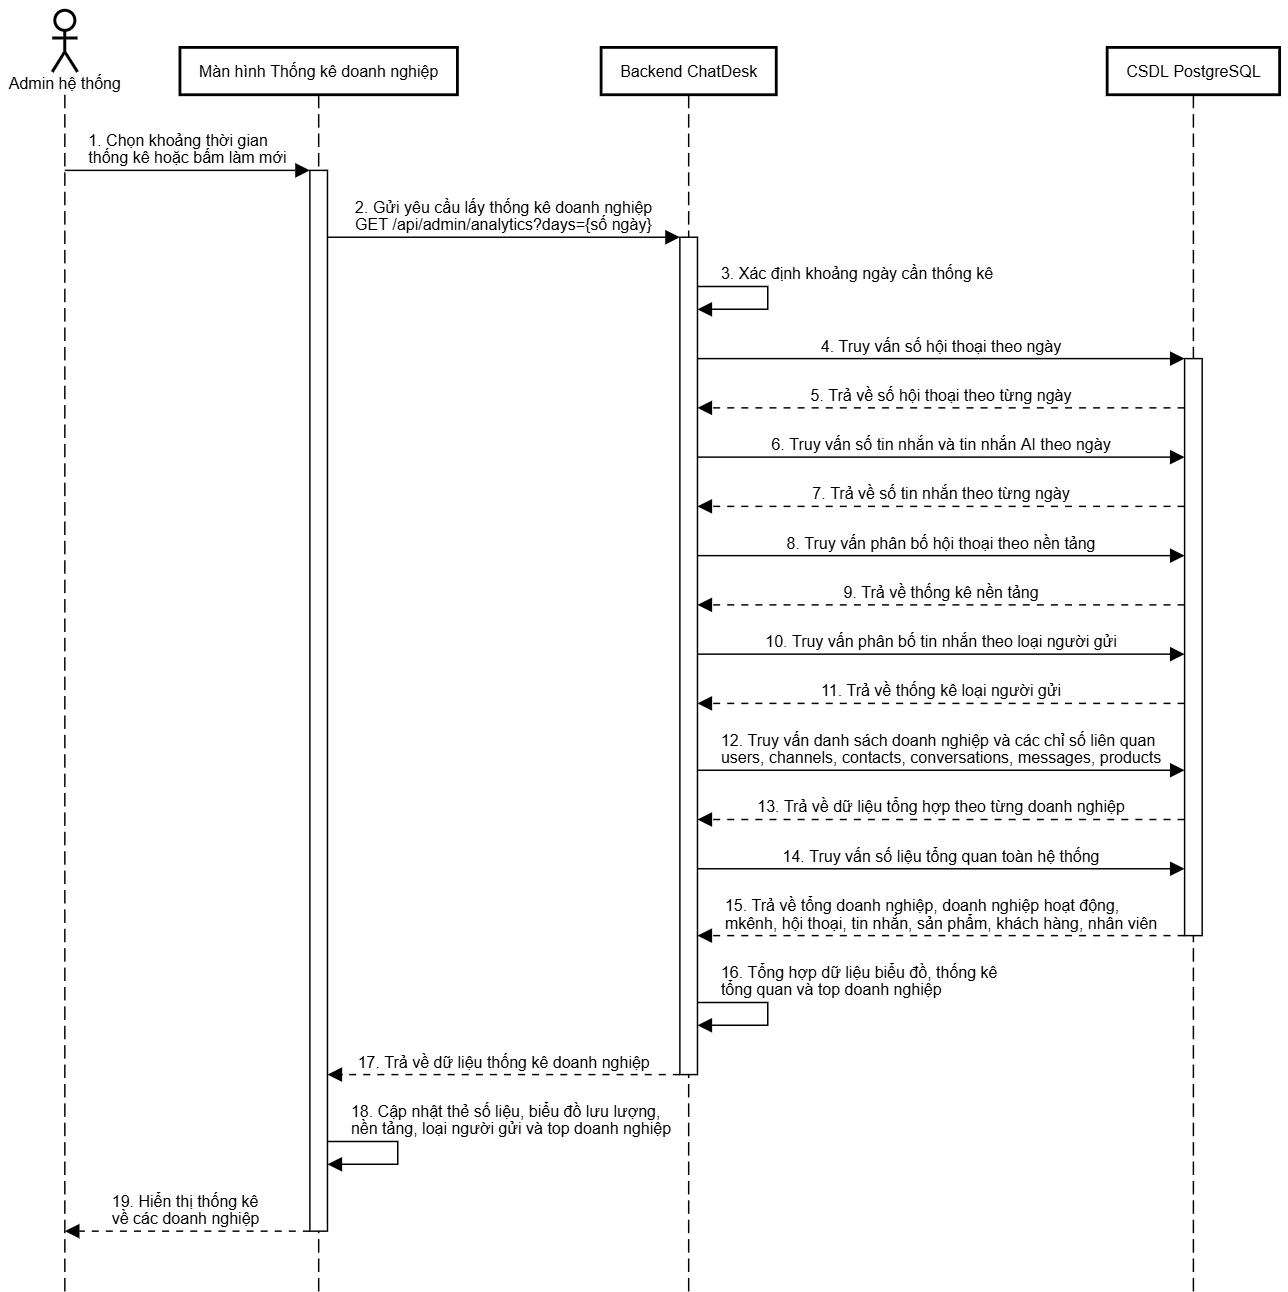 Admin hệ thống
Màn hình Thống kê doanh nghiệp
Backend ChatDesk
CSDL PostgreSQL
1. Chọn khoảng thời gian
thống kê hoặc bấm làm mới
2. Gửi yêu cầu lấy thống kê doanh nghiệp
GET /api/admin/analytics?days={số ngày}
3. Xác định khoảng ngày cần thống kê
4. Truy vấn số hội thoại theo ngày
5. Trả về số hội thoại theo từng ngày
6. Truy vấn số tin nhắn và tin nhắn AI theo ngày
7. Trả về số tin nhắn theo từng ngày
8. Truy vấn phân bố hội thoại theo nền tảng
9. Trả về thống kê nền tảng
10. Truy vấn phân bố tin nhắn theo loại người gửi
11. Trả về thống kê loại người gửi
12. Truy vấn danh sách doanh nghiệp và các chỉ số liên quan
users, channels, contacts, conversations, messages, products
13. Trả về dữ liệu tổng hợp theo từng doanh nghiệp
14. Truy vấn số liệu tổng quan toàn hệ thống
15. Trả về tổng doanh nghiệp, doanh nghiệp hoạt động,
mkênh, hội thoại, tin nhắn, sản phẩm, khách hàng, nhân viên
16. Tổng hợp dữ liệu biểu đồ, thống kê
tổng quan và top doanh nghiệp
17. Trả về dữ liệu thống kê doanh nghiệp
18. Cập nhật thẻ số liệu, biểu đồ lưu lượng,
nền tảng, loại người gửi và top doanh nghiệp
19. Hiển thị thống kê
về các doanh nghiệp